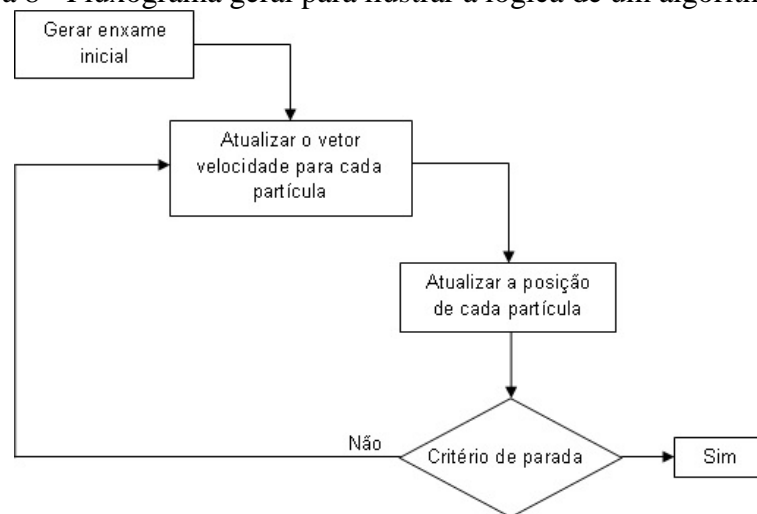 Fluxograma geral para ilustrar a lógica de um algorit
Gerar enxame
inicial
Atualizar o vetor
velocidade para cada
partícula
Atualizar a posição
de cada partícula
Não
Critério de parada
Sim